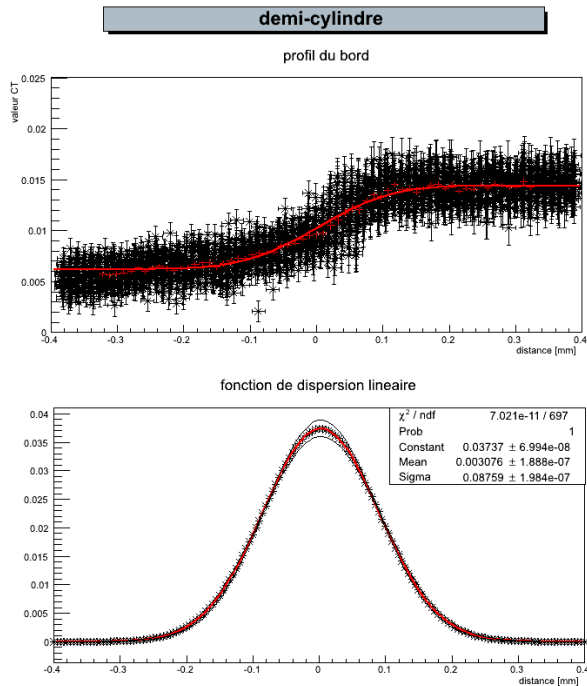 demi-cylindre
profil du bord
valeur CT
0.025
0.02
0.015
0.01
0.005
0
-0.4 -0.3 -0.2 -0.1 0 0.1 0.2 0.3 0.4
distance [mm]
fonction de dispersion lineaire
χ² / ndf 7.021e-11 / 697
Prob 1
Constant 0.03737 ± 6.994e-08
Mean 0.003076 ± 1.888e-07
Sigma 0.08759 ± 1.984e-07
0.04
0.035
0.03
0.025
0.02
0.015
0.01
0.005
0
-0.4 -0.3 -0.2 -0.1 0 0.1 0.2 0.3 0.4
distance [mm]